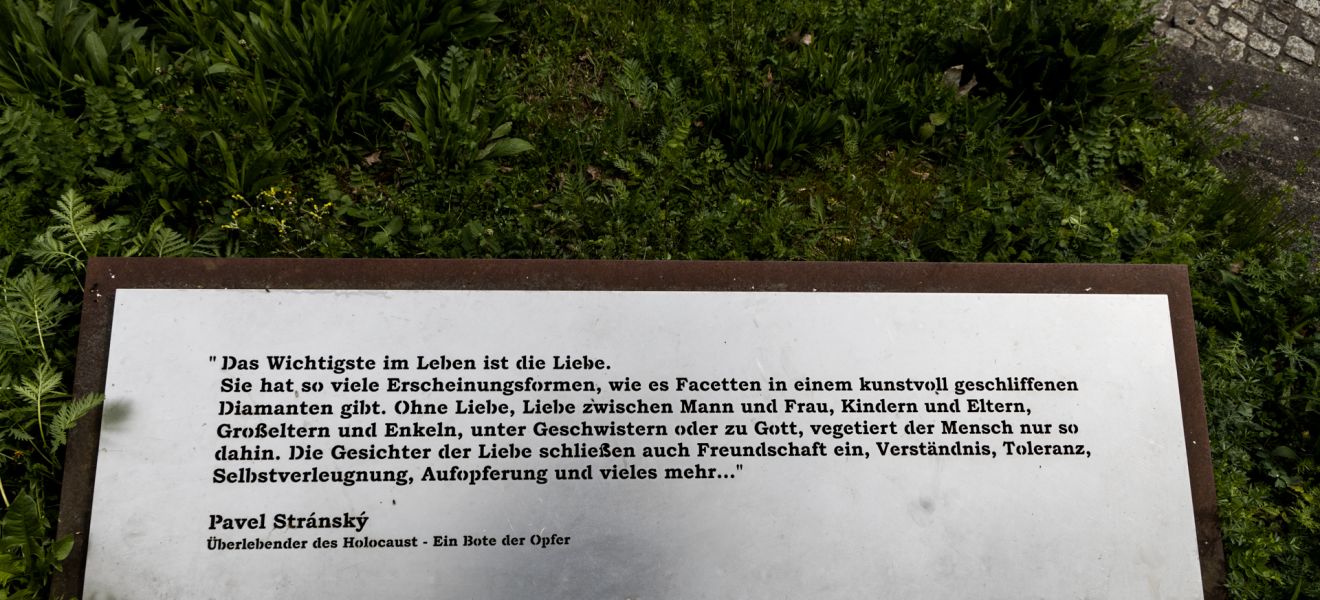 "Das Wichtigste im Leben ist die Liebe.
Sie hat so viele Erscheinungsformen, wie es Facetten in einem kunstvoll geschliffenen
Diamanten gibt. Ohne Liebe, Liebe zwischen Mann und Frau, Kindern und Eltern,
Großeltern und Enkeln, unter Geschwistern oder zu Gott, vegetiert der Mensch nur so
dahin. Die Gesichter der Liebe schließen auch Freundschaft ein, Verständnis, Toleranz,
Selbstverleugnung, Aufopferung und vieles mehr..."
Pavel Stránský
Überlebender des Holocaust - Ein Bote der Opfer